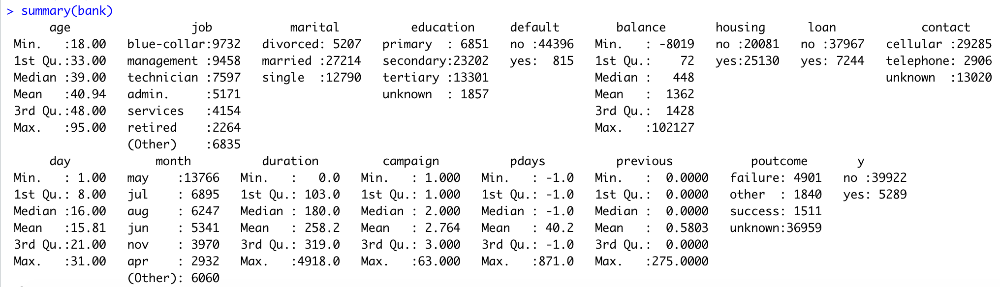 > summary(bank)
      age                 job           marital          education      default         balance       housing      loan            contact
 Min.   :18.00   blue-collar:9732   divorced: 5207   primary  : 6851   no :44396   Min.   : -8019   no :20081   no :37967   cellular :29285
 1st Qu.:33.00   management :9458   married :27214   secondary:23202   yes:  815   1st Qu.:    72   yes:25130   yes: 7244   telephone: 2906
 Median :39.00   technician :7597   single  :12790   tertiary :13301               Median :   448                           unknown  :13020
 Mean   :40.94   admin.     :5171                    unknown  : 1857               Mean   :  1362
 3rd Qu.:48.00   services   :4154                                                  3rd Qu.:  1428
 Max.   :95.00   retired    :2264                                                  Max.   :102127
                 (Other)    :6835
      day            month          duration         campaign          pdays          previous           poutcome       y
 Min.   : 1.00   may    :13766   Min.   :   0.0   Min.   : 1.000   Min.   : -1.0   Min.   :  0.0000   failure: 4901   no :39922
 1st Qu.: 8.00   jul    : 6895   1st Qu.: 103.0   1st Qu.: 1.000   1st Qu.: -1.0   1st Qu.:  0.0000   other  : 1840   yes: 5289
 Median :16.00   aug    : 6247   Median : 180.0   Median : 2.000   Median : -1.0   Median :  0.0000   success: 1511
 Mean   :15.81   jun    : 5341   Mean   : 258.2   Mean   : 2.764   Mean   : 40.2   Mean   :  0.5803   unknown:36959
 3rd Qu.:21.00   nov    : 3970   3rd Qu.: 319.0   3rd Qu.: 3.000   3rd Qu.: -1.0   3rd Qu.:  0.0000
 Max.   :31.00   apr    : 2932   Max.   :4918.0   Max.   :63.000   Max.   :871.0   Max.   :275.0000
                 (Other): 6060